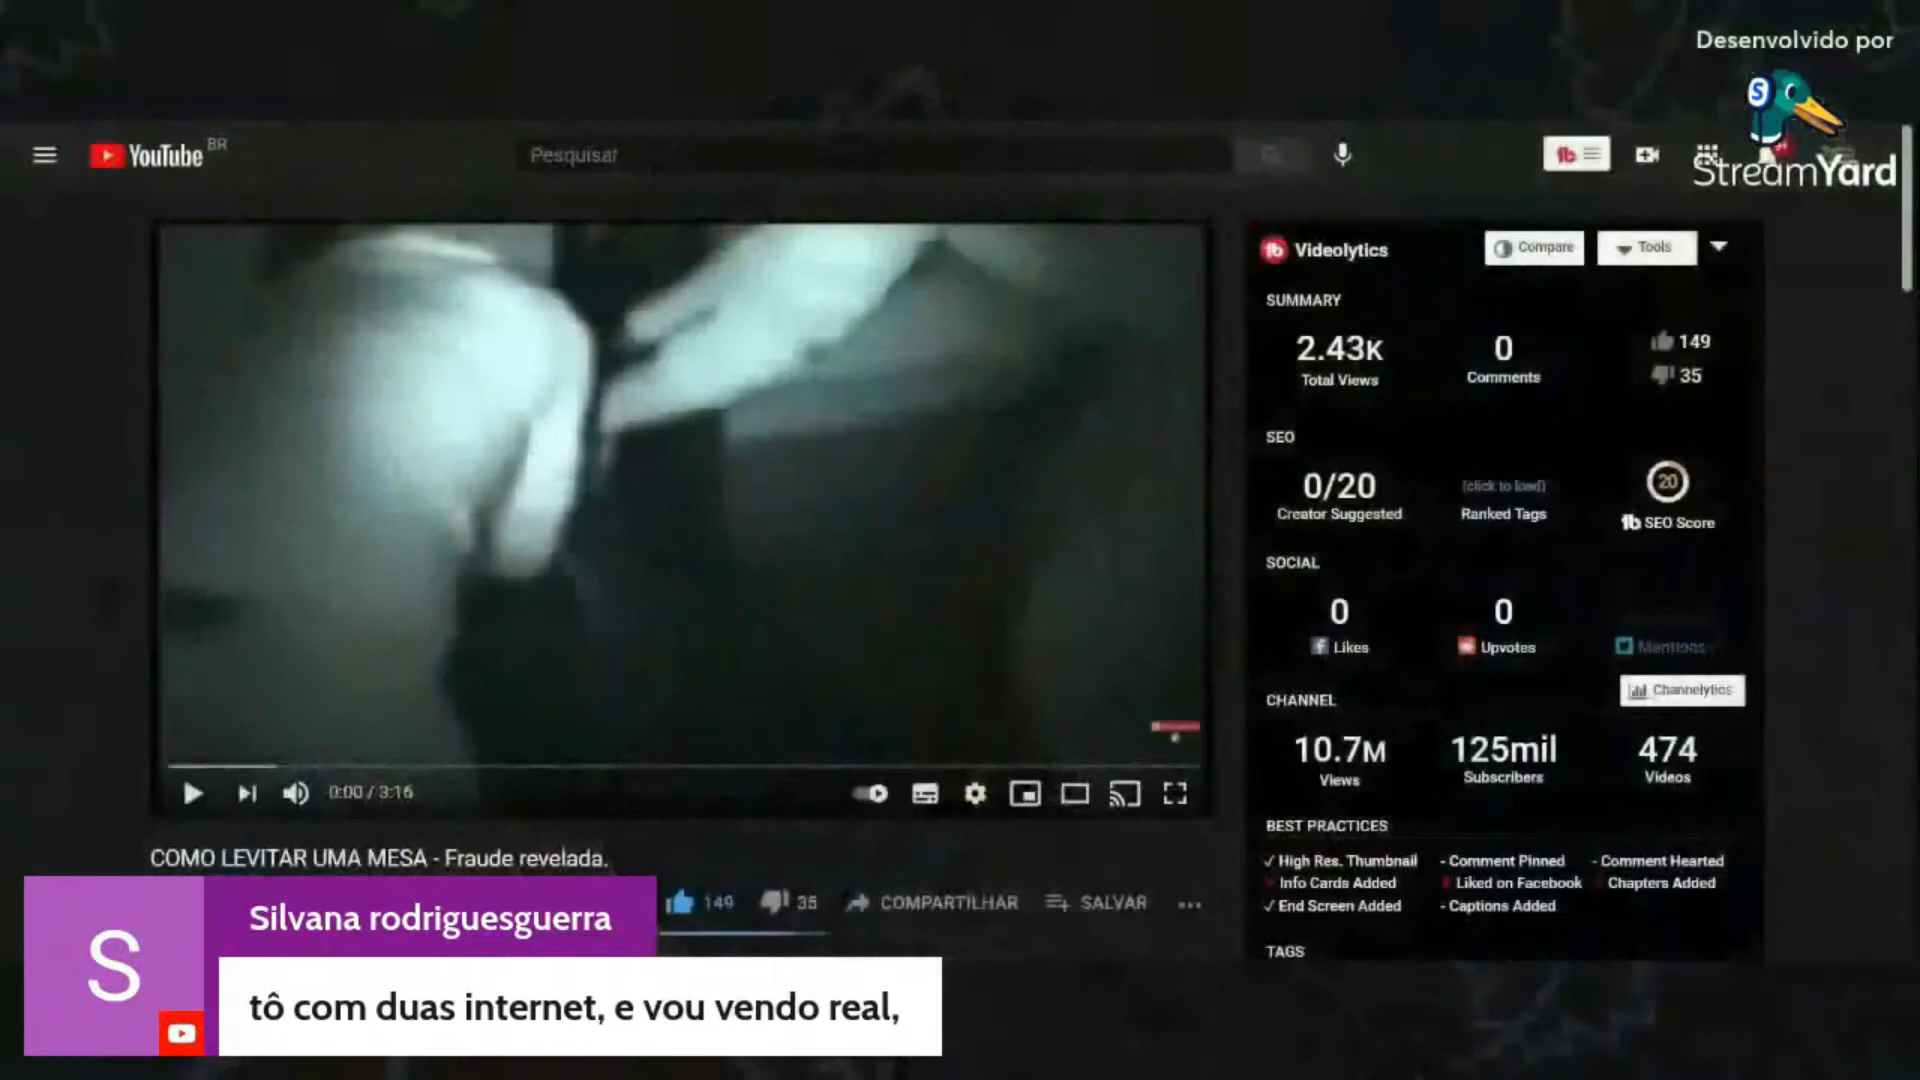 Desenvolvido por
StreamYard
YouTube BR
Pesquisar
Videolytics
Compare
Tools
SUMMARY
2.43K
0
149
Total Views
Comments
35
SEO
0/20
(click to load)
20
Creator Suggested
Ranked Tags
SEO Score
SOCIAL
0
0
Likes
Upvotes
Mentions
CHANNEL
Channelytics
10.7M
125mil
474
Views
Subscribers
Videos
BEST PRACTICES
✓ High Res. Thumbnail
- Comment Pinned
- Comment Hearted
Info Cards Added
Liked on Facebook
Chapters Added
✓ End Screen Added
- Captions Added
TAGS
0:00 / 3:16
COMO LEVITAR UMA MESA - Fraude revelada.
149
35
COMPARTILHAR
SALVAR
S
Silvana rodriguesguerra
tô com duas internet, e vou vendo real,